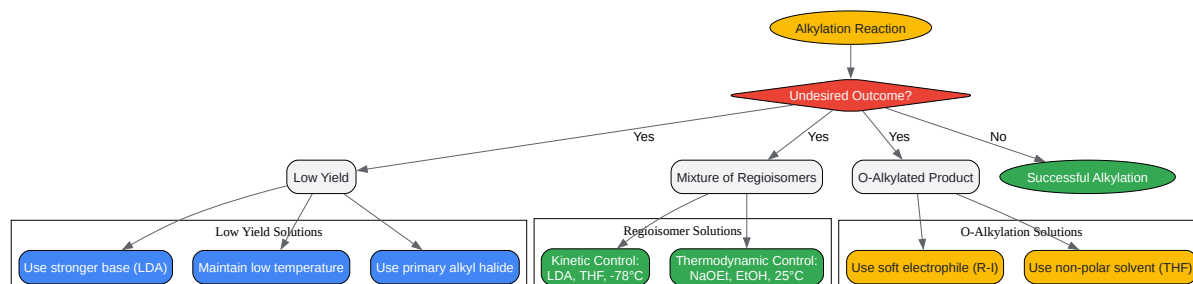 Alkylation Reaction
Undesired Outcome?
Yes
Yes
Yes
No
Low Yield
Mixture of Regioisomers
O-Alkylated Product
Successful Alkylation
Low Yield Solutions
Regioisomer Solutions
O-Alkylation Solutions
Use stronger base (LDA)
Maintain low temperature
Use primary alkyl halide
Kinetic Control:
LDA, THF, -78°C
Thermodynamic Control:
NaOEt, EtOH, 25°C
Use soft electrophile (R-I)
Use non-polar solvent (THF)